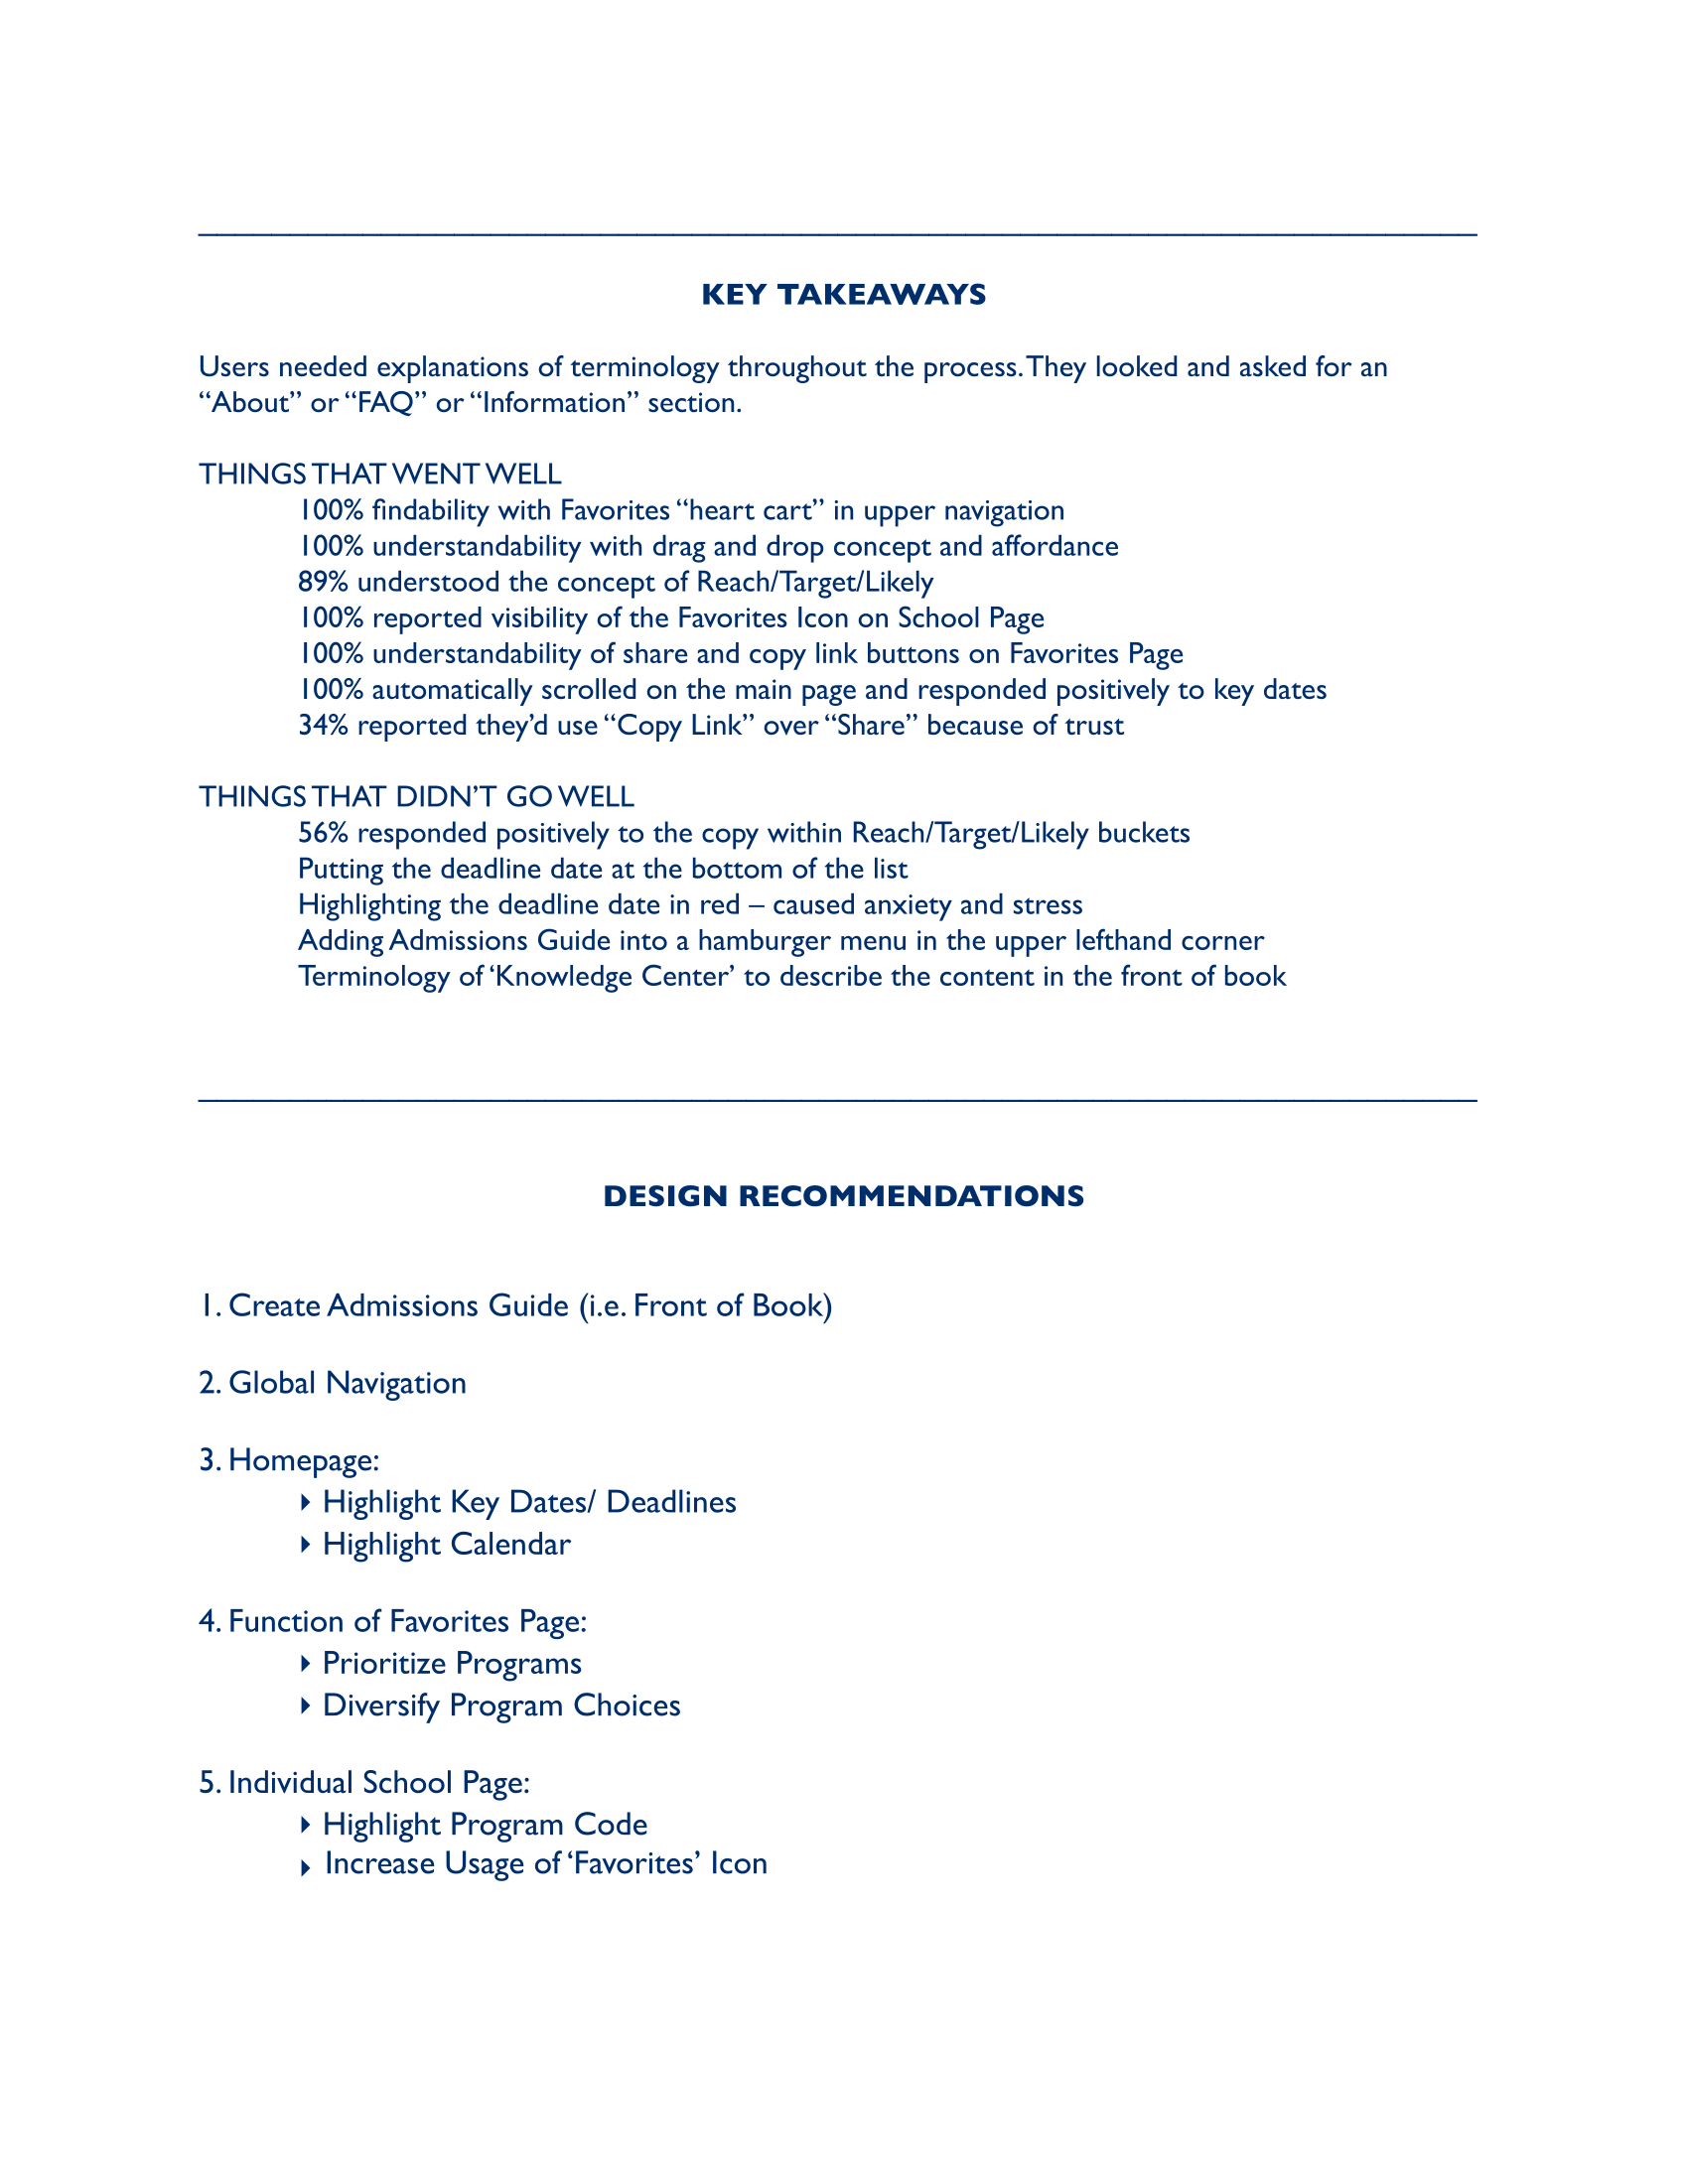 KEY TAKEAWAYS
Users needed explanations of terminology throughout the process. They looked and asked for an
“About” or “FAQ” or “Information” section.
THINGS THAT WENT WELL
100% findability with Favorites “heart cart” in upper navigation
100% understandability with drag and drop concept and affordance
89% understood the concept of Reach/Target/Likely
100% reported visibility of the Favorites Icon on School Page
100% understandability of share and copy link buttons on Favorites Page
100% automatically scrolled on the main page and responded positively to key dates
34% reported they’d use “Copy Link” over “Share” because of trust
THINGS THAT DIDN’T GO WELL
56% responded positively to the copy within Reach/Target/Likely buckets
Putting the deadline date at the bottom of the list
Highlighting the deadline date in red – caused anxiety and stress
Adding Admissions Guide into a hamburger menu in the upper lefthand corner
Terminology of ‘Knowledge Center’ to describe the content in the front of book
DESIGN RECOMMENDATIONS
1. Create Admissions Guide (i.e. Front of Book)
2. Global Navigation
3. Homepage:
‣ Highlight Key Dates/ Deadlines
‣ Highlight Calendar
4. Function of Favorites Page:
‣ Prioritize Programs
‣ Diversify Program Choices
5. Individual School Page:
‣ Highlight Program Code
‣ Increase Usage of ‘Favorites’ Icon